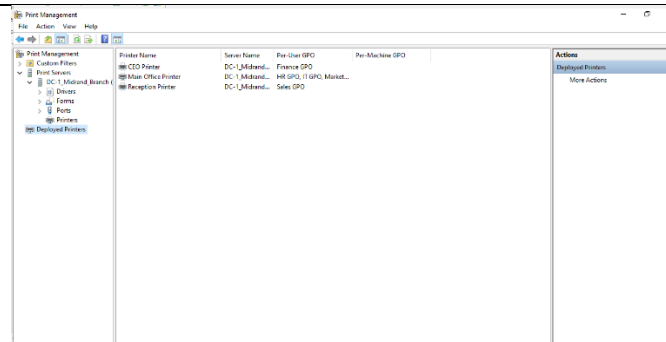 Print Management
File Action View Help
Print Management
Custom Filters
Print Servers
DC-1_Midrand_Branch (
Drivers
Forms
Ports
Printers
Deployed Printers
Printer Name Server Name Per-User GPO Per-Machine GPO
CEO Printer DC-1_Midrand... Finance GPO
Main Office Printer DC-1_Midrand... HR GPO, IT GPO, Market...
Reception Printer DC-1_Midrand... Sales GPO
Actions
Deployed Printers
More Actions